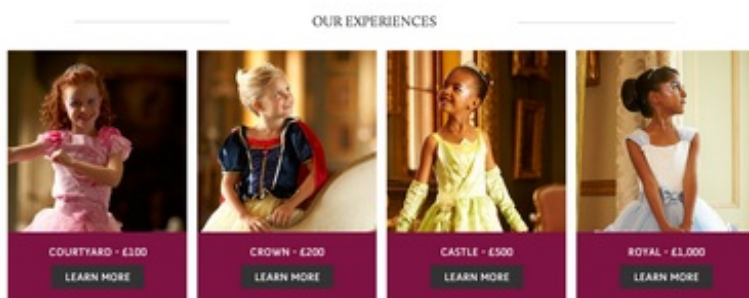 OUR EXPERIENCES
COURTYARD - £100
LEARN MORE
CROWN - £200
LEARN MORE
CASTLE - £500
LEARN MORE
ROYAL - £1,000
LEARN MORE